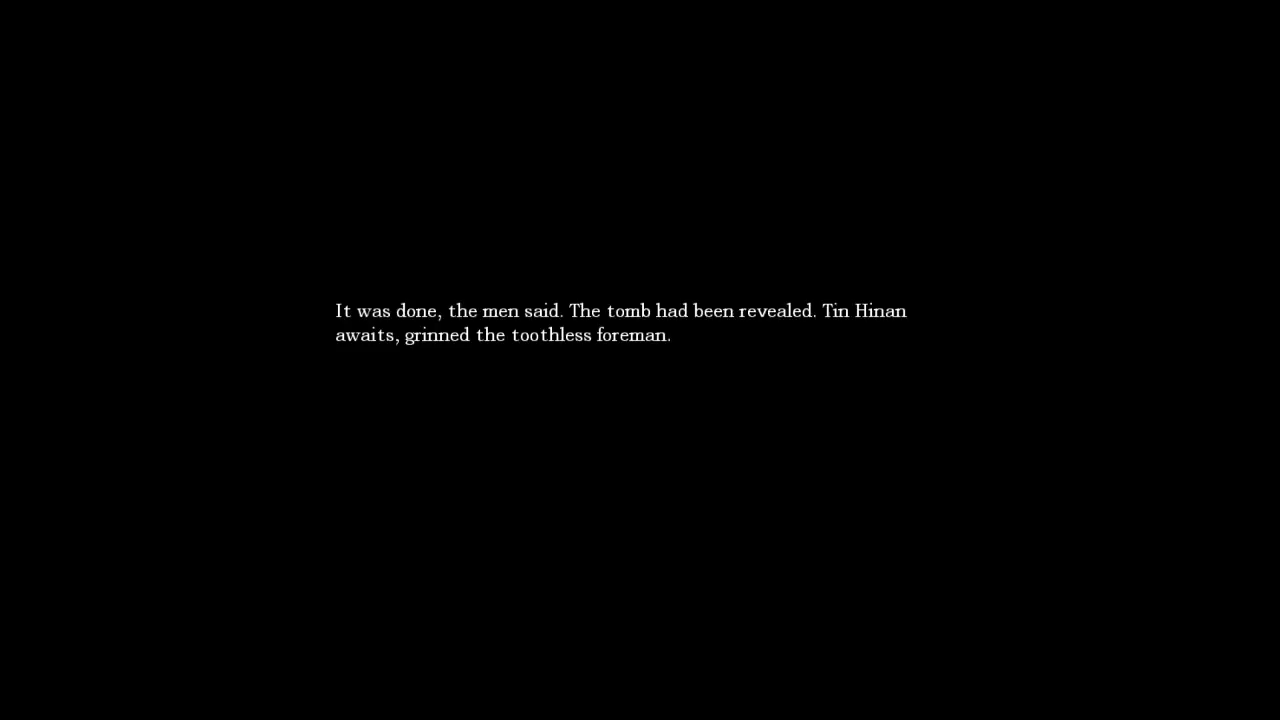 It was done, the men said. The tomb had been revealed. Tin Hinan
awaits, grinned the toothless foreman.